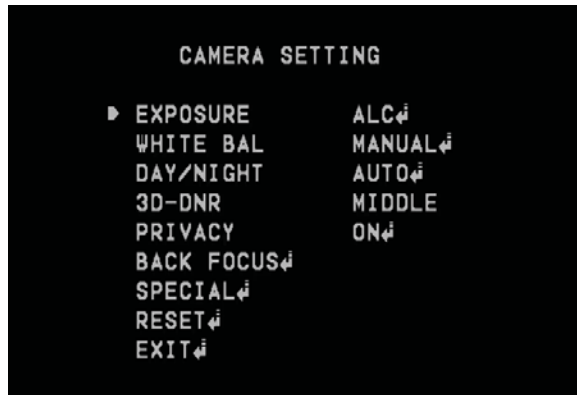 CAMERA SETTING
EXPOSURE ALC↲
WHITE BAL MANUAL↲
DAY/NIGHT AUTO↲
3D-DNR MIDDLE
PRIVACY ON↲
BACK FOCUS↲
SPECIAL↲
RESET↲
EXIT↲